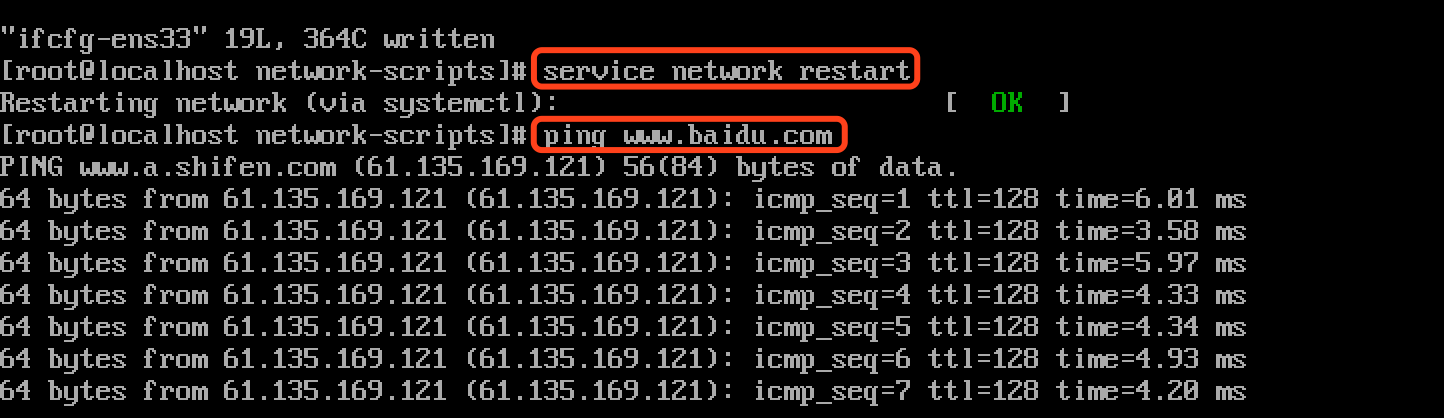 "ifcfg-ens33" 19L, 364C written
[root@localhost network-scripts]# service network restart
Restarting network (via systemctl):                        [  OK  ]
[root@localhost network-scripts]# ping www.baidu.com
PING www.a.shifen.com (61.135.169.121) 56(84) bytes of data.
64 bytes from 61.135.169.121 (61.135.169.121): icmp_seq=1 ttl=128 time=6.01 ms
64 bytes from 61.135.169.121 (61.135.169.121): icmp_seq=2 ttl=128 time=3.58 ms
64 bytes from 61.135.169.121 (61.135.169.121): icmp_seq=3 ttl=128 time=5.97 ms
64 bytes from 61.135.169.121 (61.135.169.121): icmp_seq=4 ttl=128 time=4.33 ms
64 bytes from 61.135.169.121 (61.135.169.121): icmp_seq=5 ttl=128 time=4.34 ms
64 bytes from 61.135.169.121 (61.135.169.121): icmp_seq=6 ttl=128 time=4.93 ms
64 bytes from 61.135.169.121 (61.135.169.121): icmp_seq=7 ttl=128 time=4.20 ms